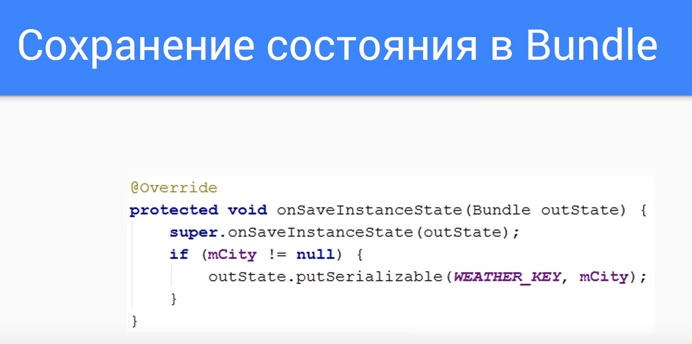 Сохранение состояния в Bundle
@Override
protected void onSaveInstanceState(Bundle outState) {
super.onSaveInstanceState(outState);
if (mCity != null) {
outState.putSerializable(WEATHER_KEY, mCity);
}
}